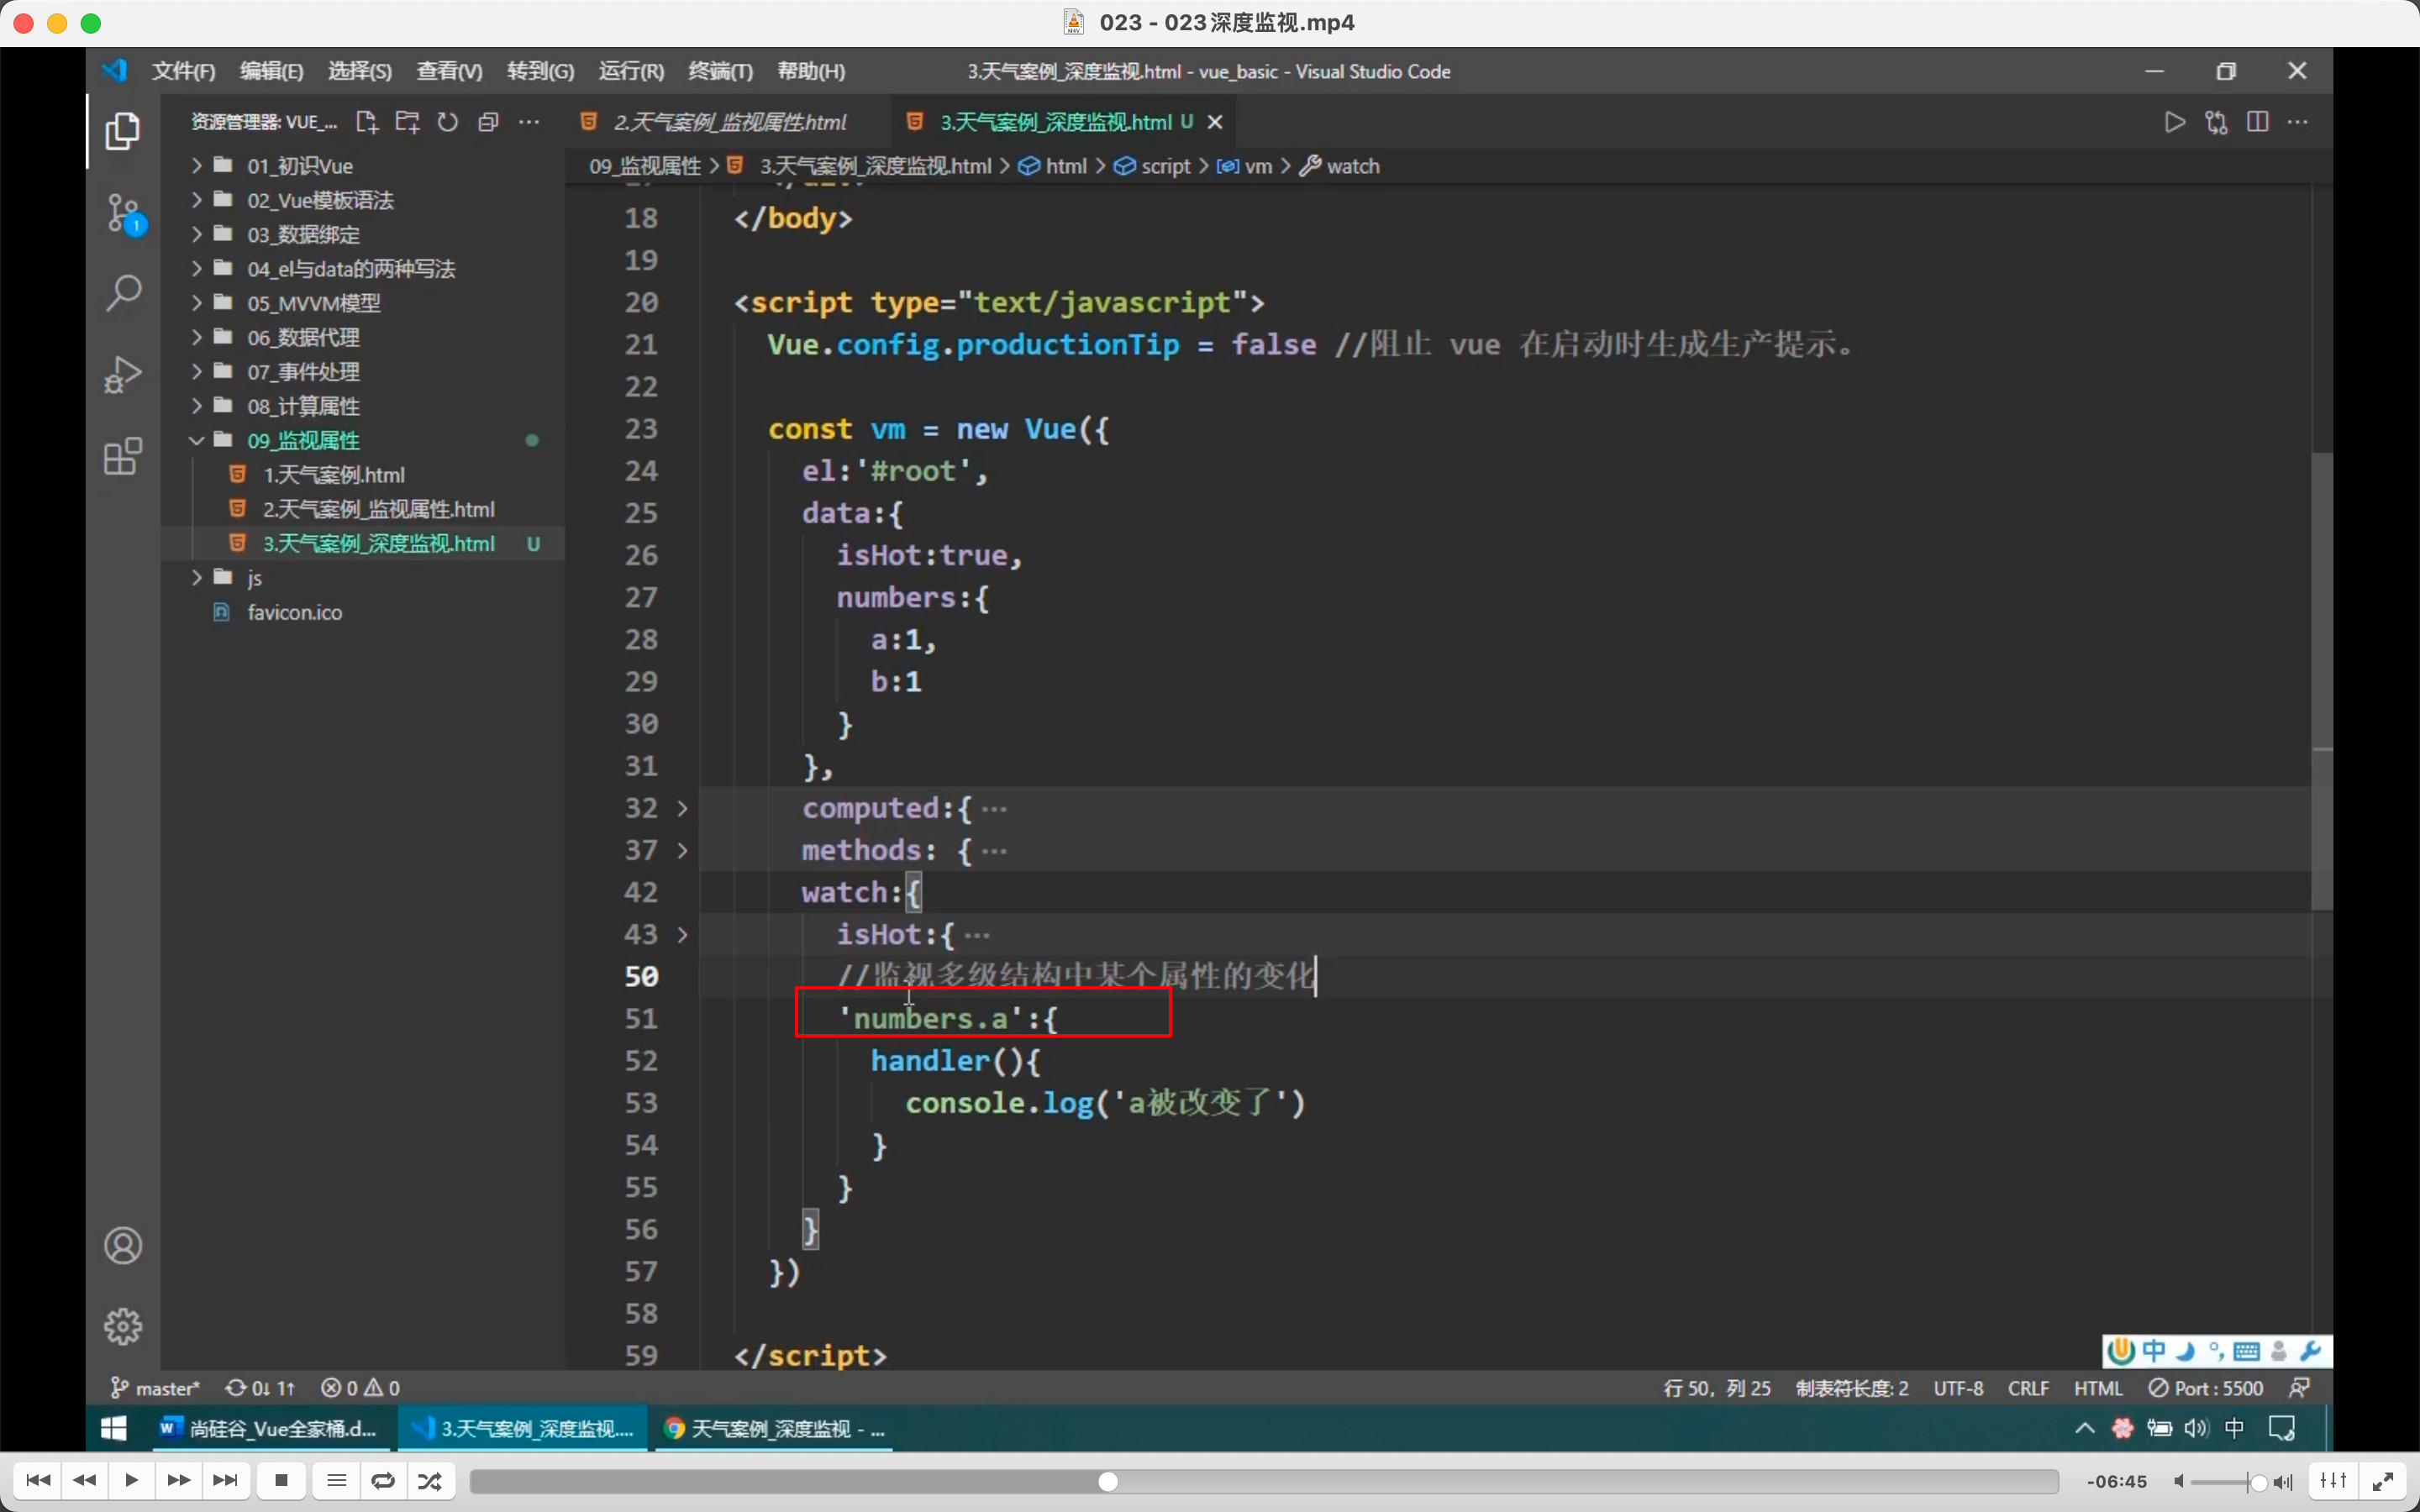 023 - 023深度监视.mp4
文件(F) 编辑(E) 选择(S) 查看(V) 转到(G) 运行(R) 终端(T) 帮助(H) 3.天气案例_深度监视.html - vue_basic - Visual Studio Code
资源管理器: VUE_... 2.天气案例_监视属性.html 3.天气案例_深度监视.html U
09_监视属性 > 3.天气案例_深度监视.html > html > script > vm > watch
01_初识Vue
02_Vue模板语法
03_数据绑定
04_el与data的两种写法
05_MVVM模型
06_数据代理
07_事件处理
08_计算属性
09_监视属性
1.天气案例.html
2.天气案例_监视属性.html
3.天气案例_深度监视.html U
js
favicon.ico
18 </body>
19
20 <script type="text/javascript">
21 Vue.config.productionTip = false //阻止 vue 在启动时生成生产提示。
22
23 const vm = new Vue({
24 el:'#root',
25 data:{
26 isHot:true,
27 numbers:{
28 a:1,
29 b:1
30 }
31 },
32 computed:{ ...
37 methods: { ...
42 watch:{
43 isHot:{ ...
50 //监视多级结构中某个属性的变化
51 'numbers.a':{
52 handler(){
53 console.log('a被改变了')
54 }
55 }
56 }
57 })
58
59 </script>
中
master* 0↓ 1↑ 0 0 行 50，列 25 制表符长度: 2 UTF-8 CRLF HTML Port : 5500
尚硅谷_Vue全家桶.d... 3.天气案例_深度监视.... 天气案例_深度监视 - ... 中
-06:45